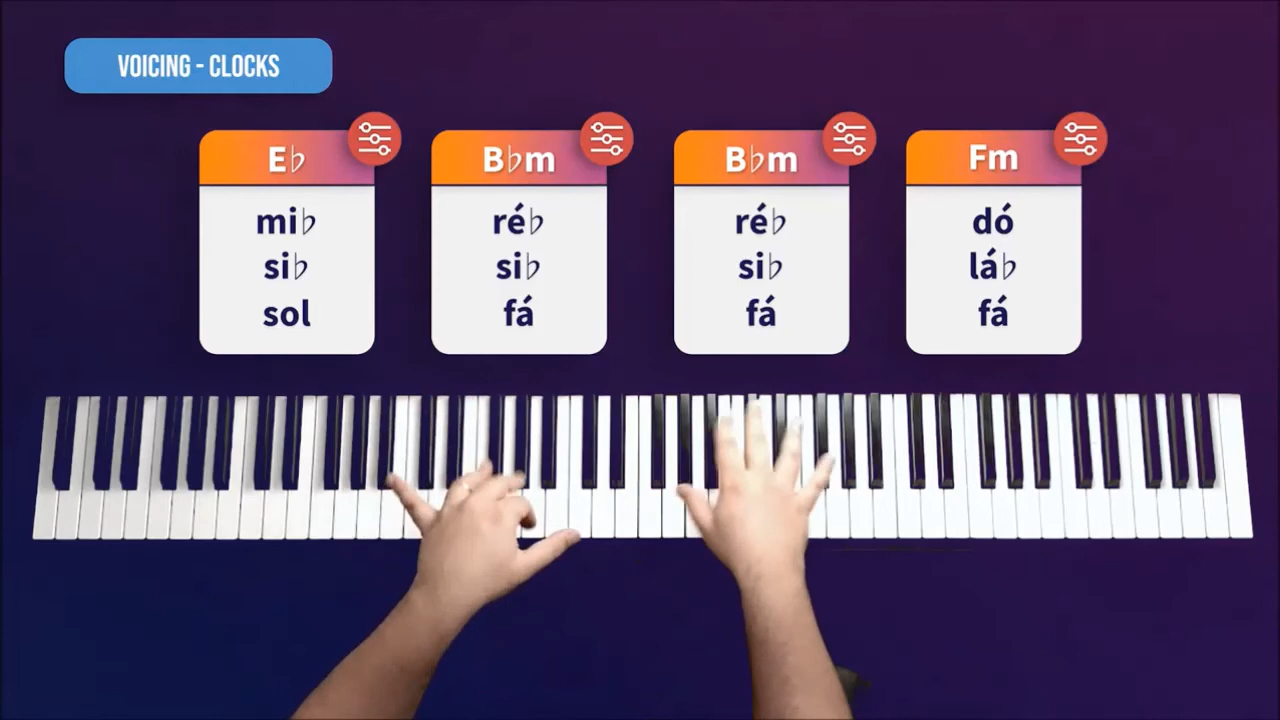 VOICING - CLOCKS
E♭
mi♭
si♭
sol
B♭m
ré♭
si♭
fá
B♭m
ré♭
si♭
fá
Fm
dó
lá♭
fá